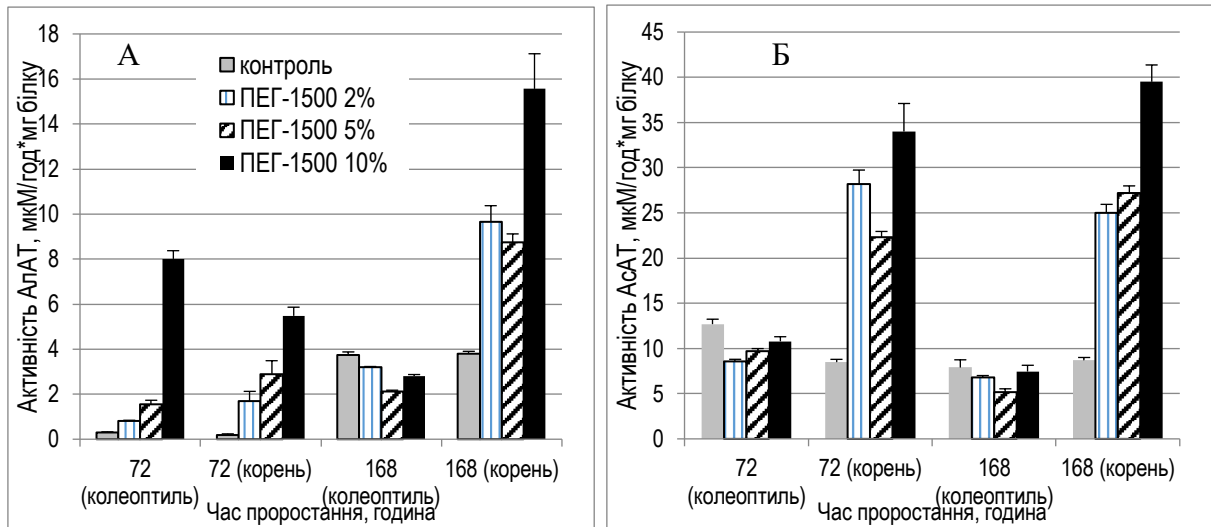 А
Активність АлАТ, мкМ/год*мг білку
18
16
14
12
10
8
6
4
2
0
контроль
ПЕГ-1500 2%
ПЕГ-1500 5%
ПЕГ-1500 10%
72 (колеоптиль)
72 (корень)
168 (колеоптиль)
168 (корень)
Час проростання, година
Б
Активність АсАТ, мкМ/год*мг білку
45
40
35
30
25
20
15
10
5
0
72 (колеоптиль)
72 (корень)
168 (колеоптиль)
168 (корень)
Час проростання, година